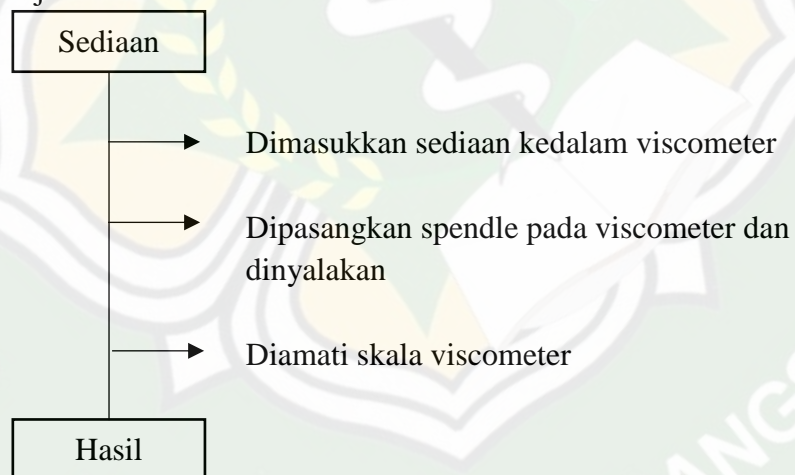 Sediaan
Dimasukkan sediaan kedalam viscometer
Dipasangkan spendle pada viscometer dan
dinyalakan
Diamati skala viscometer
Hasil